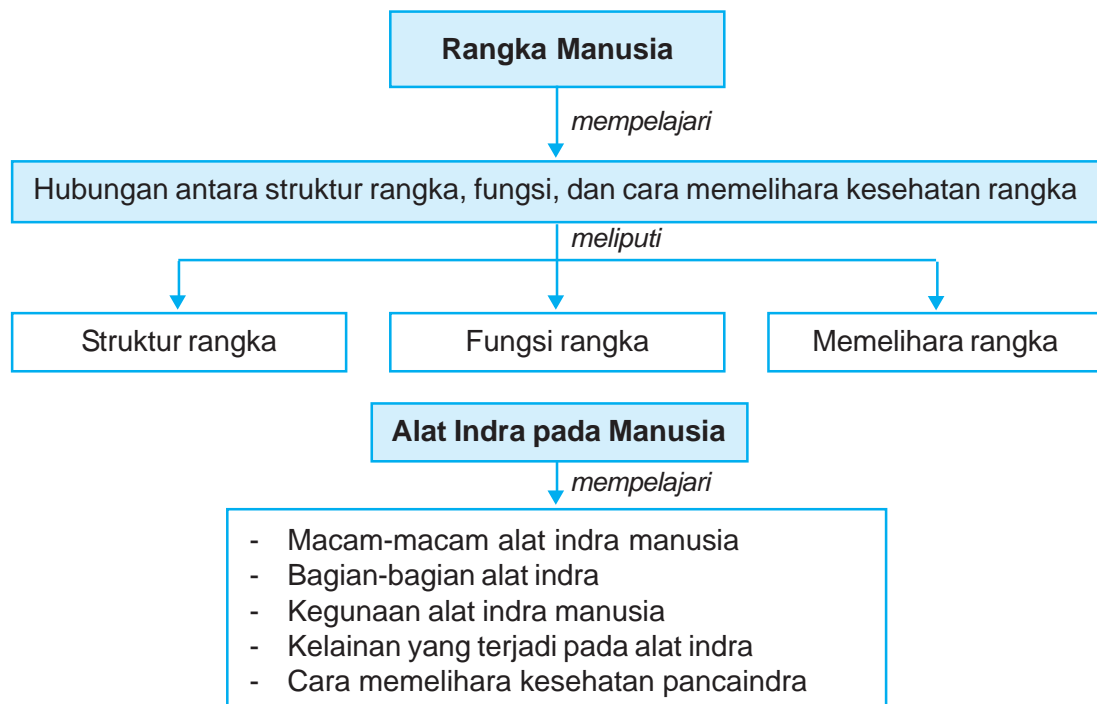 Rangka Manusia
mempelajari
Hubungan antara struktur rangka, fungsi, dan cara memelihara kesehatan rangka
meliputi
Struktur rangka
Fungsi rangka
Memelihara rangka
Alat Indra pada Manusia
mempelajari
- Macam-macam alat indra manusia
- Bagian-bagian alat indra
- Kegunaan alat indra manusia
- Kelainan yang terjadi pada alat indra
- Cara memelihara kesehatan pancaindra